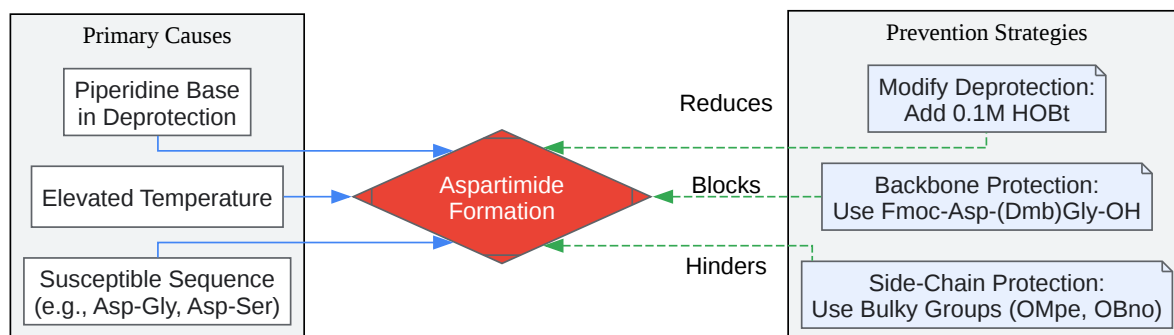 Primary Causes
Piperidine Base
in Deprotection
Elevated Temperature
Susceptible Sequence
(e.g., Asp-Gly, Asp-Ser)
Aspartimide
Formation
Reduces
Blocks
Hinders
Prevention Strategies
Modify Deprotection:
Add 0.1M HOBt
Backbone Protection:
Use Fmoc-Asp-(Dmb)Gly-OH
Side-Chain Protection:
Use Bulky Groups (OMpe, OBno)